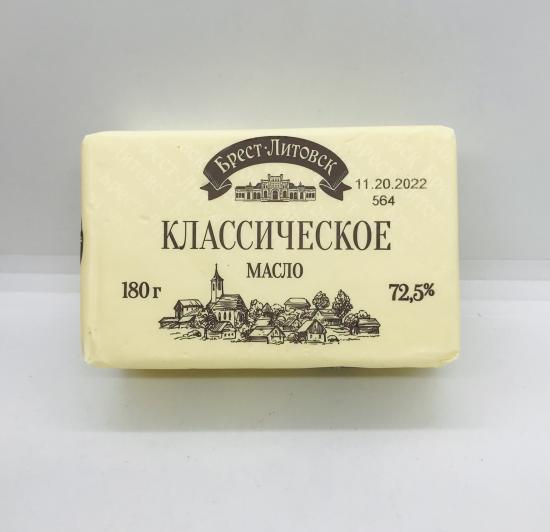 Брест-Литовск
11.20.2022
564
КЛАССИЧЕСКОЕ
МАСЛО
180 г
72,5%